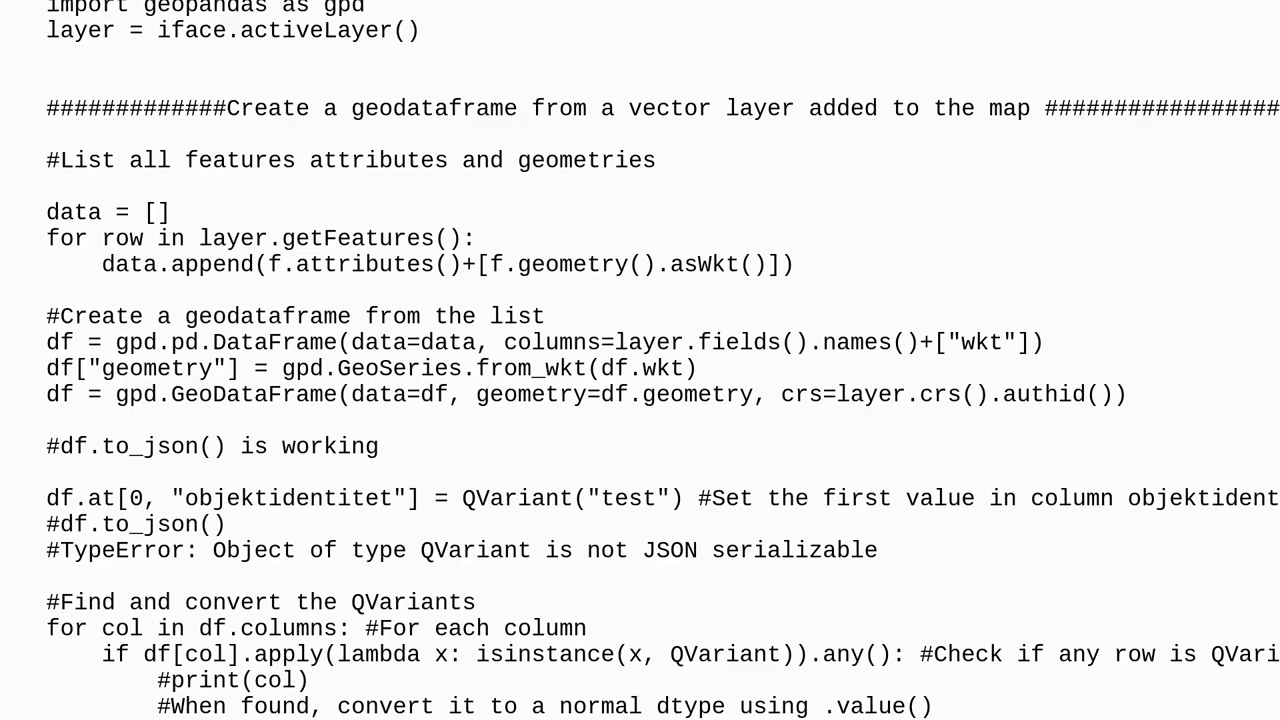 import geopandas as gpd
layer = iface.activeLayer()
#############Create a geodataframe from a vector layer added to the map #################
#List all features attributes and geometries
data = []
for row in layer.getFeatures():
    data.append(f.attributes()+[f.geometry().asWkt()])
#Create a geodataframe from the list
df = gpd.pd.DataFrame(data=data, columns=layer.fields().names()+["wkt"])
df["geometry"] = gpd.GeoSeries.from_wkt(df.wkt)
df = gpd.GeoDataFrame(data=df, geometry=df.geometry, crs=layer.crs().authid())
#df.to_json() is working
df.at[0, "objektidentitet"] = QVariant("test") #Set the first value in column objektident
#df.to_json()
#TypeError: Object of type QVariant is not JSON serializable
#Find and convert the QVariants
for col in df.columns: #For each column
    if df[col].apply(lambda x: isinstance(x, QVariant)).any(): #Check if any row is QVari
        #print(col)
        #When found, convert it to a normal dtype using .value()